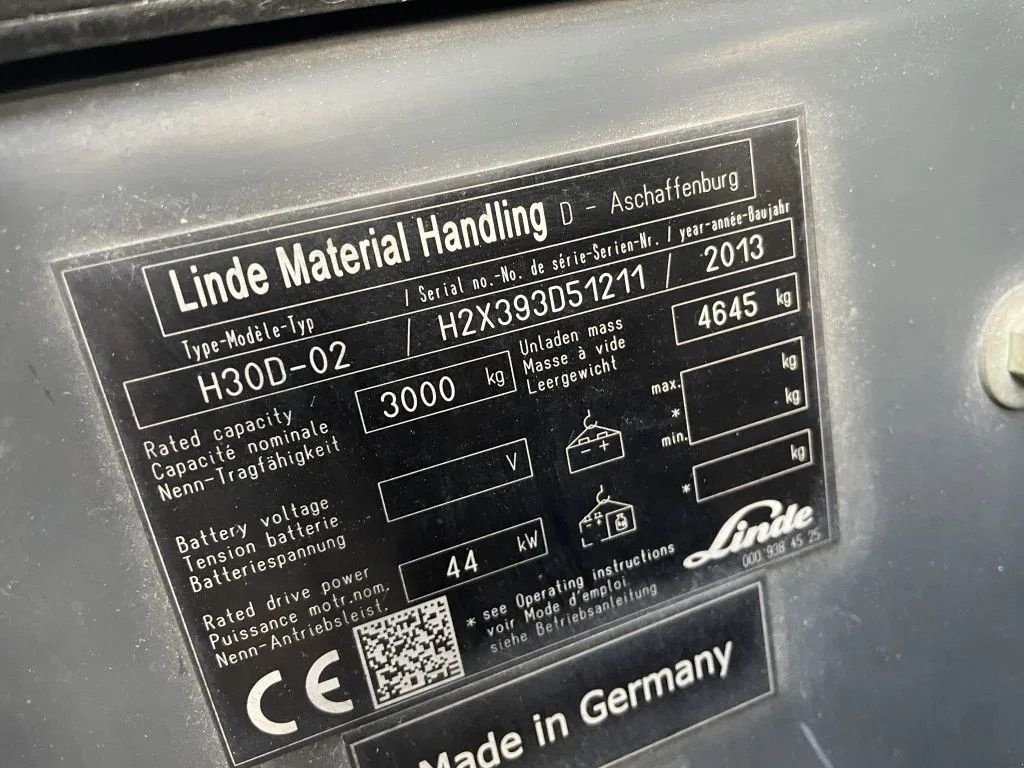 Linde Material Handling D - Aschaffenburg
Type-Modèle-Typ / Serial no.-No. de série-Serien-Nr. / year-année-Baujahr
H30D-02 / H2X393D51211 / 2013
Rated capacity
Capacité nominale
Nenn-Tragfähigkeit
3000 kg
Unladen mass
Masse à vide
Leergewicht
4645 kg
Battery voltage
Tension batterie
Batteriespannung
V
max. kg
*
min. kg
- +
Rated drive power
Puissance motr.nom.
Nenn-Antriebsleist.
44 kW
* kg
* see Operating instructions
voir Mode d'emploi
siehe Betriebsanleitung
Linde
000 938 45 25
CE
Made in Germany